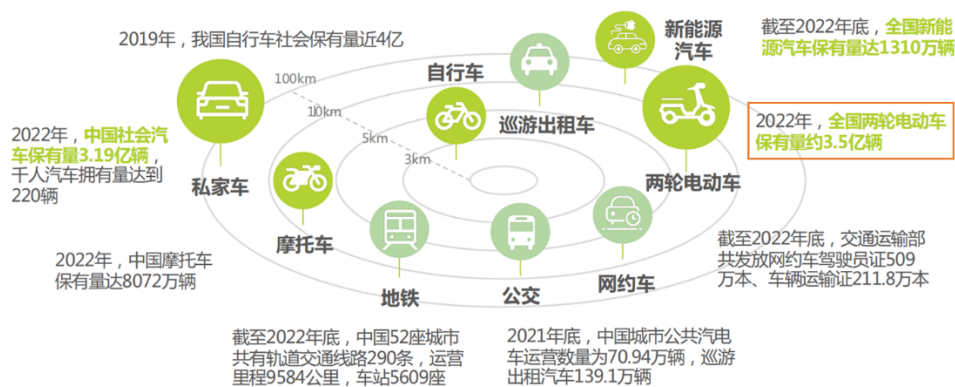 2019年，我国自行车社会保有量近4亿
新能源
汽车
截至2022年底，全国新能
源汽车保有量达1310万辆
自行车
100km
10km
5km
3km
巡游出租车
2022年，中国社会汽
车保有量3.19亿辆，
千人汽车拥有量达到
220辆
私家车
2022年，全国两轮电动车
保有量约3.5亿辆
两轮电动车
摩托车
2022年，中国摩托车
保有量达8072万辆
地铁
公交
网约车
截至2022年底，交通运输部
共发放网约车驾驶员证509
万本、车辆运输证211.8万本
截至2022年底，中国52座城市
共有轨道交通线路290条，运营
里程9584公里，车站5609座
2021年底，中国城市公共汽电
车运营数量为70.94万辆，巡游
出租汽车139.1万辆